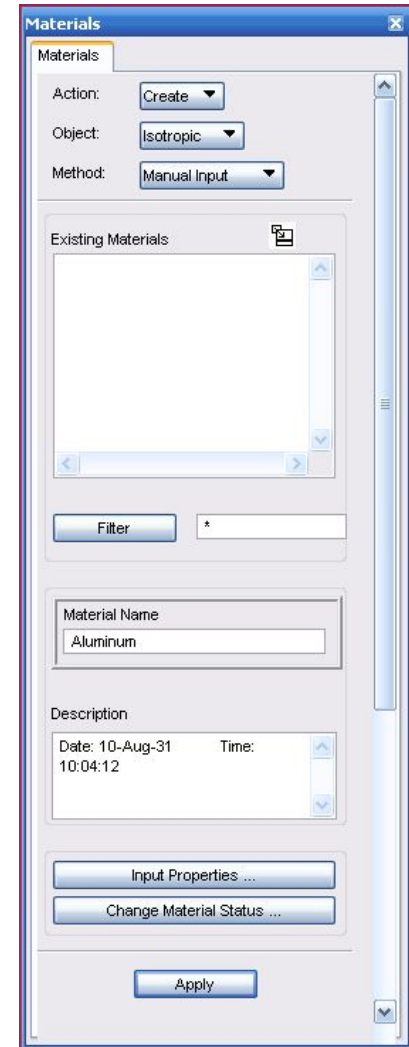 Materials
Materials
Action: Create
Object: Isotropic
Method: Manual Input
Existing Materials
Filter *
Material Name
Aluminum
Description
Date: 10-Aug-31 Time:
10:04:12
Input Properties ...
Change Material Status ...
Apply